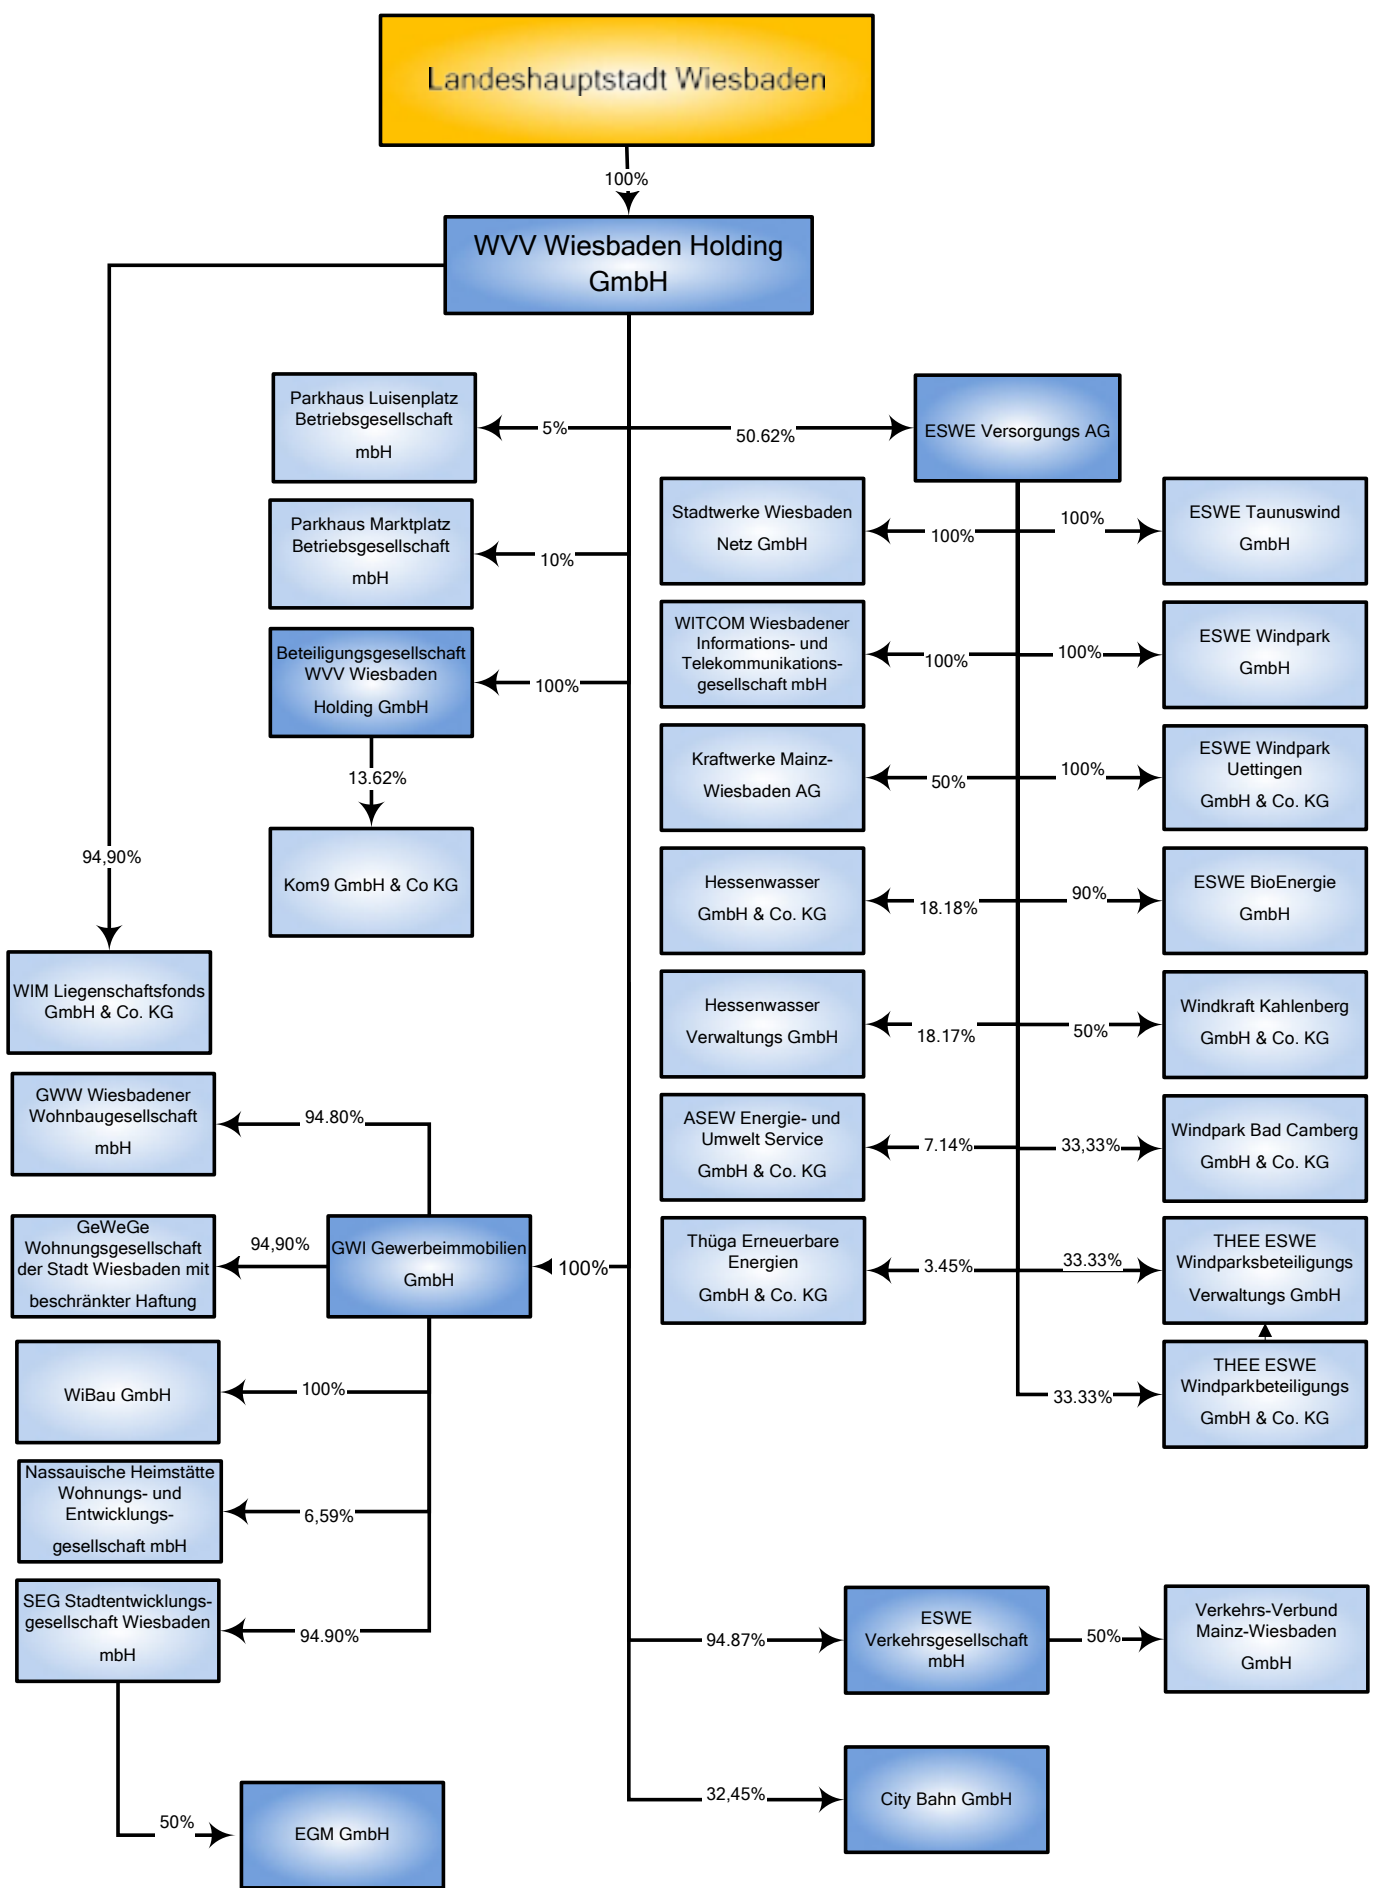 Landeshauptstadt Wiesbaden
100%
WVV Wiesbaden Holding
GmbH
Parkhaus Luisenplatz
Betriebsgesellschaft
mbH
5%
50.62%
ESWE Versorgungs AG
Parkhaus Marktplatz
Betriebsgesellschaft
mbH
10%
Beteiligungsgesellschaft
WVV Wiesbaden
Holding GmbH
100%
13.62%
Kom9 GmbH & Co KG
94,90%
WIM Liegenschaftsfonds
GmbH & Co. KG
Stadtwerke Wiesbaden
Netz GmbH
100%
100%
ESWE Taunuswind
GmbH
WITCOM Wiesbadener
Informations- und
Telekommunikations-
gesellschaft mbH
100%
100%
ESWE Windpark
GmbH
Kraftwerke Mainz-
Wiesbaden AG
50%
100%
ESWE Windpark
Uettingen
GmbH & Co. KG
Hessenwasser
GmbH & Co. KG
18.18%
90%
ESWE BioEnergie
GmbH
Hessenwasser
Verwaltungs GmbH
18.17%
50%
Windkraft Kahlenberg
GmbH & Co. KG
ASEW Energie- und
Umwelt Service
GmbH & Co. KG
7.14%
33,33%
Windpark Bad Camberg
GmbH & Co. KG
Thüga Erneuerbare
Energien
GmbH & Co. KG
3.45%
33.33%
THEE ESWE
Windparksbeteiligungs
Verwaltungs GmbH
33.33%
THEE ESWE
Windparkbeteiligungs
GmbH & Co. KG
GWW Wiesbadener
Wohnbaugesellschaft
mbH
94.80%
GeWeGe
Wohnungsgesellschaft
der Stadt Wiesbaden mit
beschränkter Haftung
94,90%
GWI Gewerbeimmobilien
GmbH
100%
WiBau GmbH
100%
Nassauische Heimstätte
Wohnungs- und
Entwicklungs-
gesellschaft mbH
6,59%
SEG Stadtentwicklungs-
gesellschaft Wiesbaden
mbH
94.90%
50%
EGM GmbH
94.87%
ESWE
Verkehrsgesellschaft
mbH
50%
Verkehrs-Verbund
Mainz-Wiesbaden
GmbH
32,45%
City Bahn GmbH